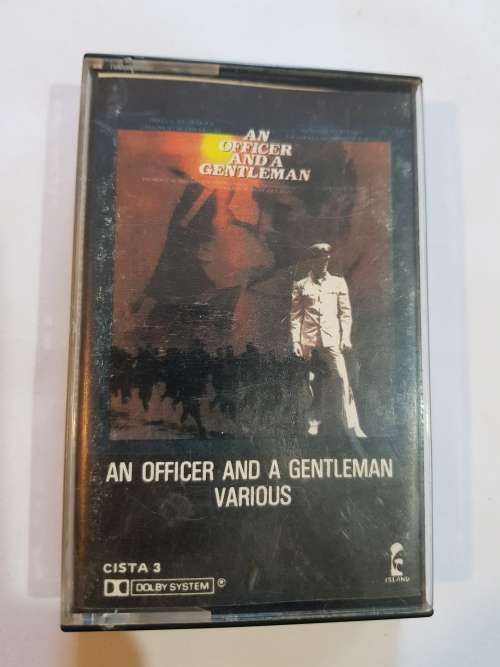 AN
OFFICER
AND A
GENTLEMAN
AN OFFICER AND A GENTLEMAN
VARIOUS
CISTA 3
DOLBY SYSTEM ®
ISLAND